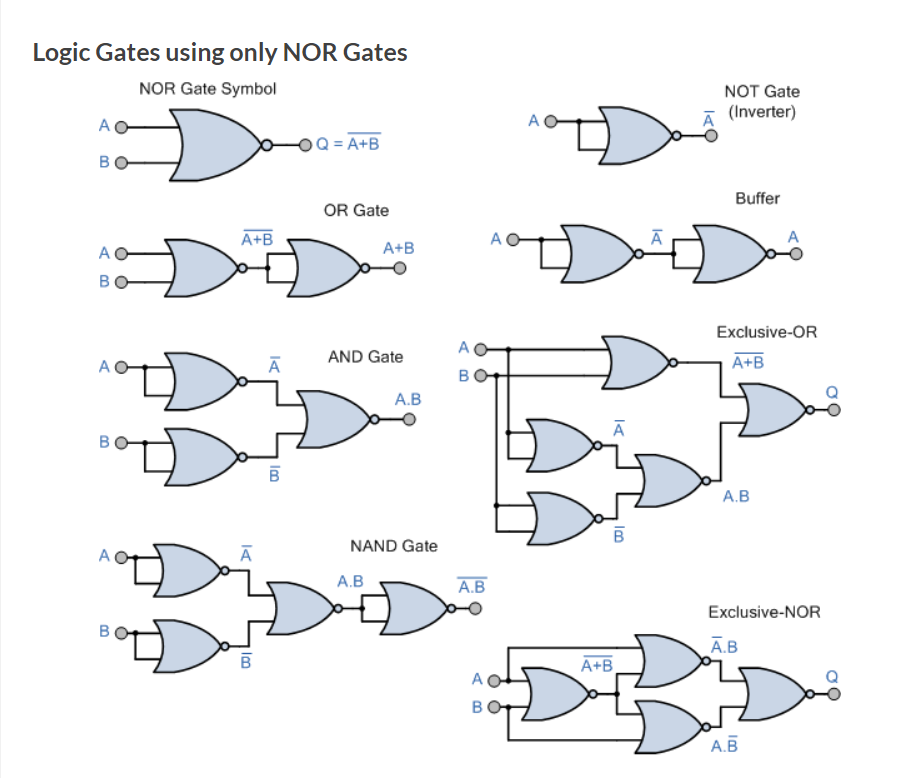 Logic Gates using only NOR Gates
NOR Gate Symbol
A
B
Q = A̅+̅B̅
NOT Gate
(Inverter)
A
A̅
OR Gate
A
B
A̅+̅B̅
A+B
Buffer
A
A̅
A
AND Gate
A
B
A̅
B̅
A.B
Exclusive-OR
A
B
A̅+̅B̅
A̅
B̅
A.B
Q
NAND Gate
A
B
A̅
B̅
A.B
A̅.̅B̅
Exclusive-NOR
A
B
A̅+̅B̅
A̅.B
A.B̅
Q